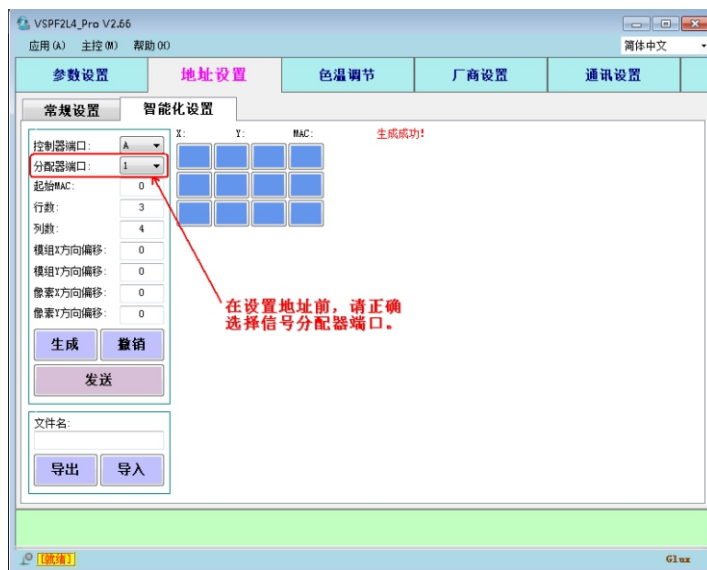 VSPF2L4_Pro V2.66
应用(A) 主控(M) 帮助(H) 简体中文
参数设置 地址设置 色温调节 厂商设置 通讯设置
常规设置 智能化设置
X: Y: MAC: 生成成功!
控制器端口: A
分配器端口: 1
起始MAC: 0
行数: 3
列数: 4
模组X方向偏移: 0
模组Y方向偏移: 0
像素X方向偏移: 0
像素Y方向偏移: 0
在设置地址前，请正确
选择信号分配器端口。
生成 撤销
发送
文件名:
导出 导入
[就绪] Glux